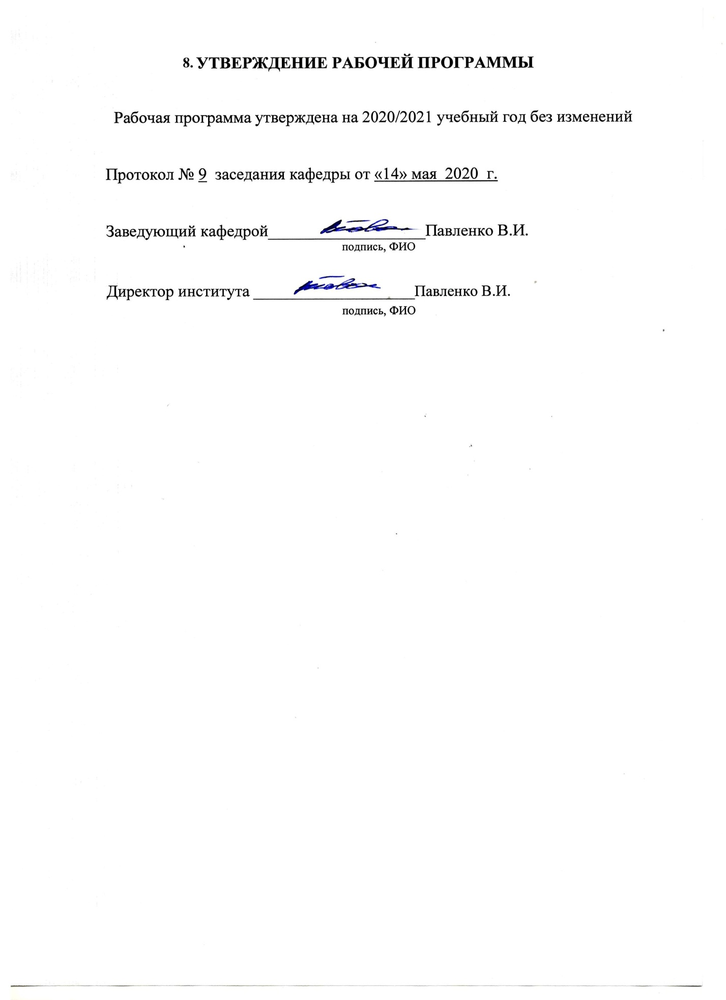 8. УТВЕРЖДЕНИЕ РАБОЧЕЙ ПРОГРАММЫ
Рабочая программа утверждена на 2020/2021 учебный год без изменений
Протокол № 9 заседания кафедры от «14» мая 2020 г.
Заведующий кафедрой____________________Павленко В.И.
подпись, ФИО
Директор института ____________________Павленко В.И.
подпись, ФИО